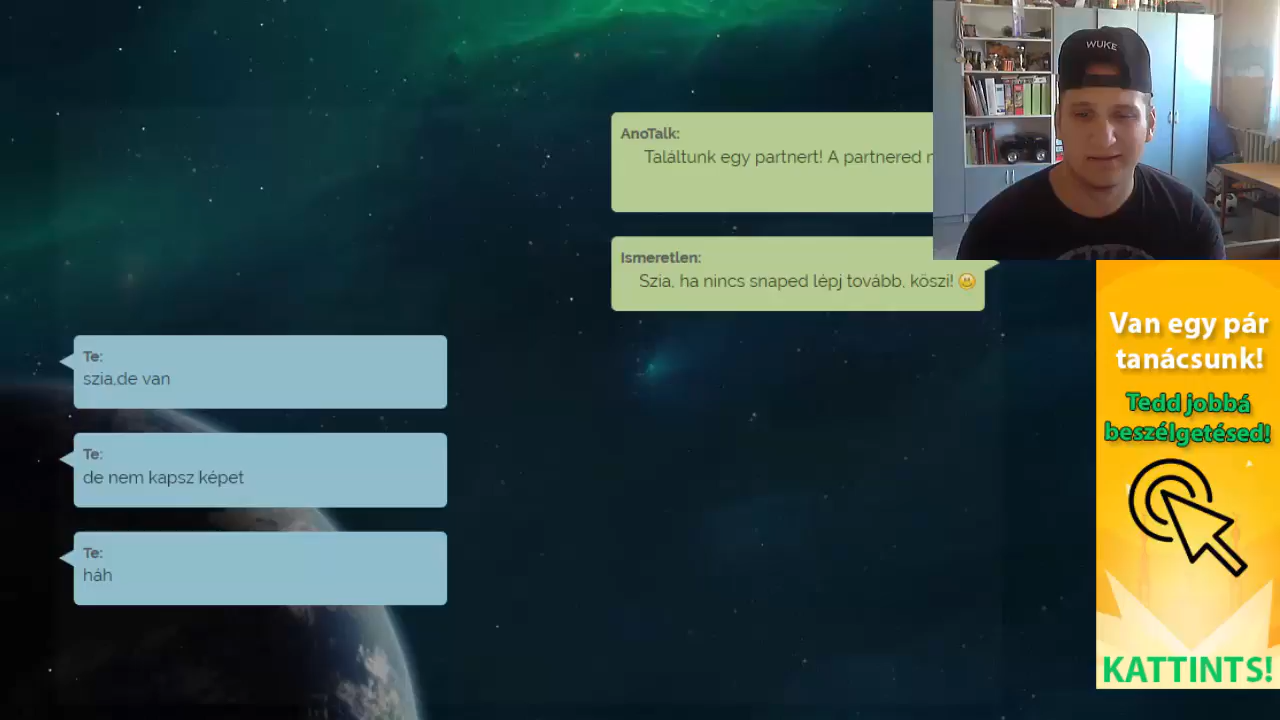 WUKE
AnoTalk:
Találtunk egy partnert! A partnered
Ismeretlen:
Szia, ha nincs snaped lépj tovább, köszi!
Te:
szia,de van
Te:
de nem kapsz képet
Te:
háh
Van egy pár
tanácsunk!
Tedd jobbá
beszélgetésed!
KATTINTS!